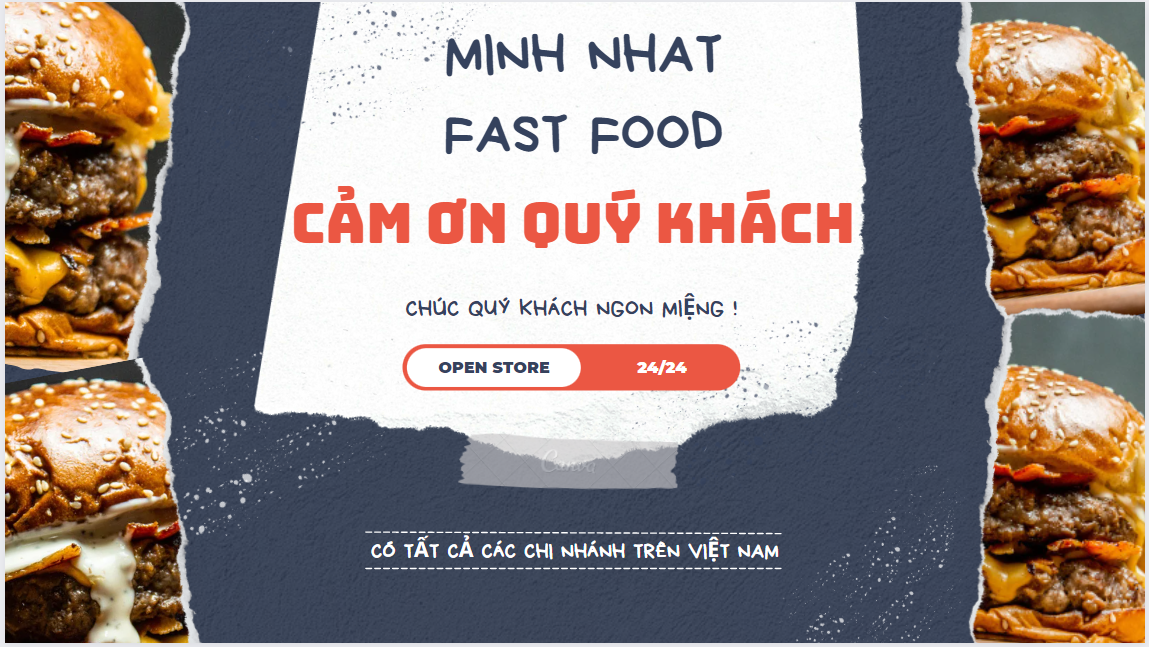 MINH NHAT
FAST FOOD
CẢM ƠN QUÝ KHÁCH
CHÚC QUÝ KHÁCH NGON MIỆNG !
OPEN STORE 24/24
Canva
CÓ TẤT CẢ CÁC CHI NHÁNH TRÊN VIỆT NAM